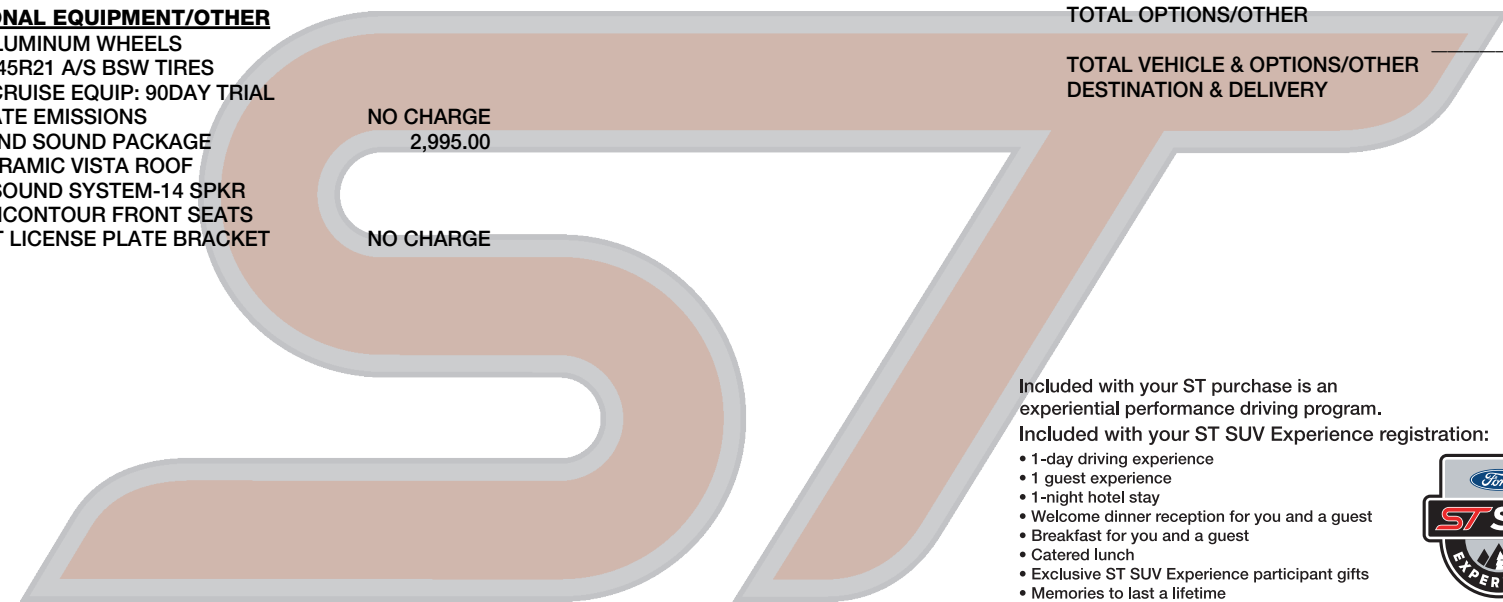 ONAL EQUIPMENT/OTHER
LUMINUM WHEELS
45R21 A/S BSW TIRES
CRUISE EQUIP: 90DAY TRIAL
ATE EMISSIONS NO CHARGE
ND SOUND PACKAGE 2,995.00
RAMIC VISTA ROOF
SOUND SYSTEM-14 SPKR
ICONTOUR FRONT SEATS
T LICENSE PLATE BRACKET NO CHARGE
TOTAL OPTIONS/OTHER
TOTAL VEHICLE & OPTIONS/OTHER
DESTINATION & DELIVERY
ST
Included with your ST purchase is an
experiential performance driving program.
Included with your ST SUV Experience registration:
• 1-day driving experience
• 1 guest experience
• 1-night hotel stay
• Welcome dinner reception for you and a guest
• Breakfast for you and a guest
• Catered lunch
• Exclusive ST SUV Experience participant gifts
• Memories to last a lifetime
ST S
EXPER